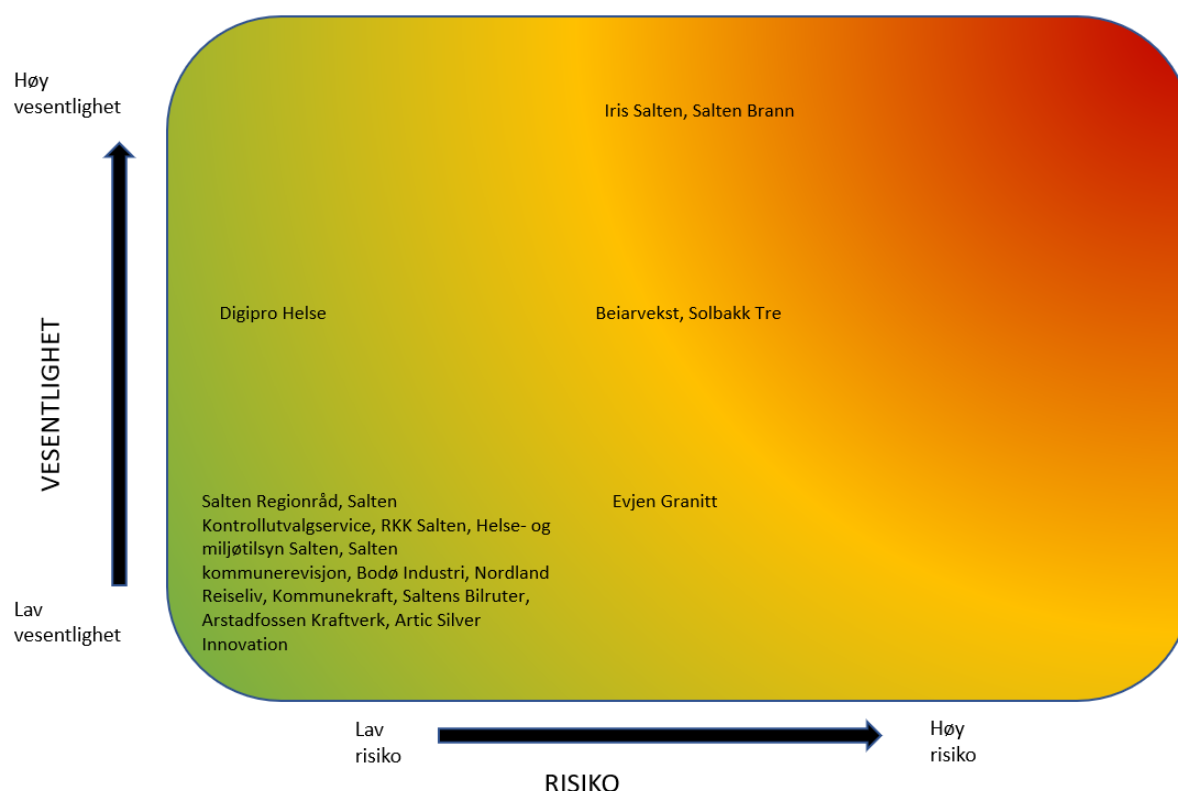 Høy
vesentlighet
Iris Salten, Salten Brann
VESENTLIGHET
Digipro Helse
Beiarvekst, Solbakk Tre
Salten Regionråd, Salten
Kontrollutvalgservice, RKK Salten, Helse- og
miljøtilsyn Salten, Salten
kommunerevisjon, Bodø Industri, Nordland
Reiseliv, Kommunekraft, Saltens Bilruter,
Arstadfossen Kraftverk, Artic Silver
Innovation
Evjen Granitt
Lav
vesentlighet
Lav
risiko
Høy
risiko
RISIKO